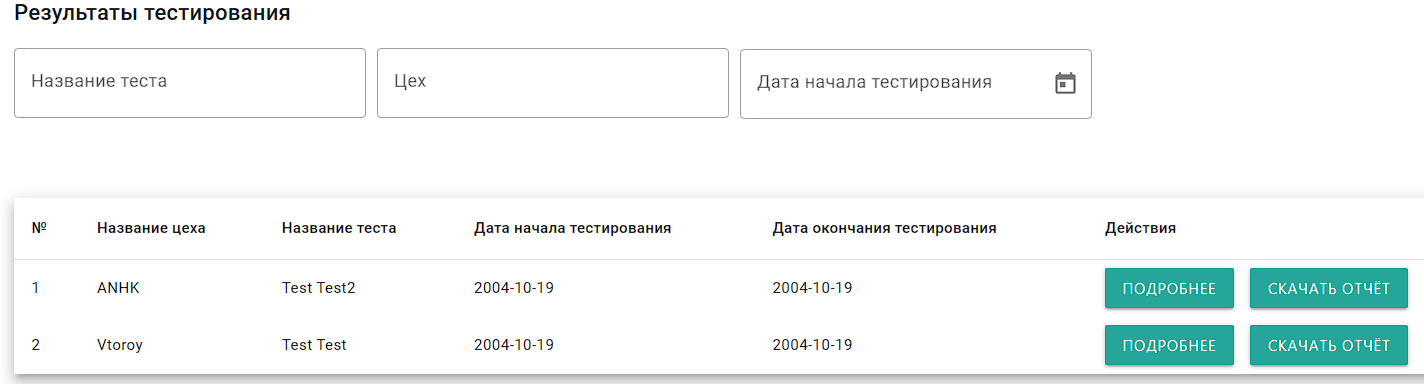 Результаты тестирования
Название теста
Цех
Дата начала тестирования
№ Название цеха Название теста Дата начала тестирования Дата окончания тестирования Действия
1 ANHK Test Test2 2004-10-19 2004-10-19 ПОДРОБНЕЕ СКАЧАТЬ ОТЧЁТ
2 Vtoroy Test Test 2004-10-19 2004-10-19 ПОДРОБНЕЕ СКАЧАТЬ ОТЧЁТ